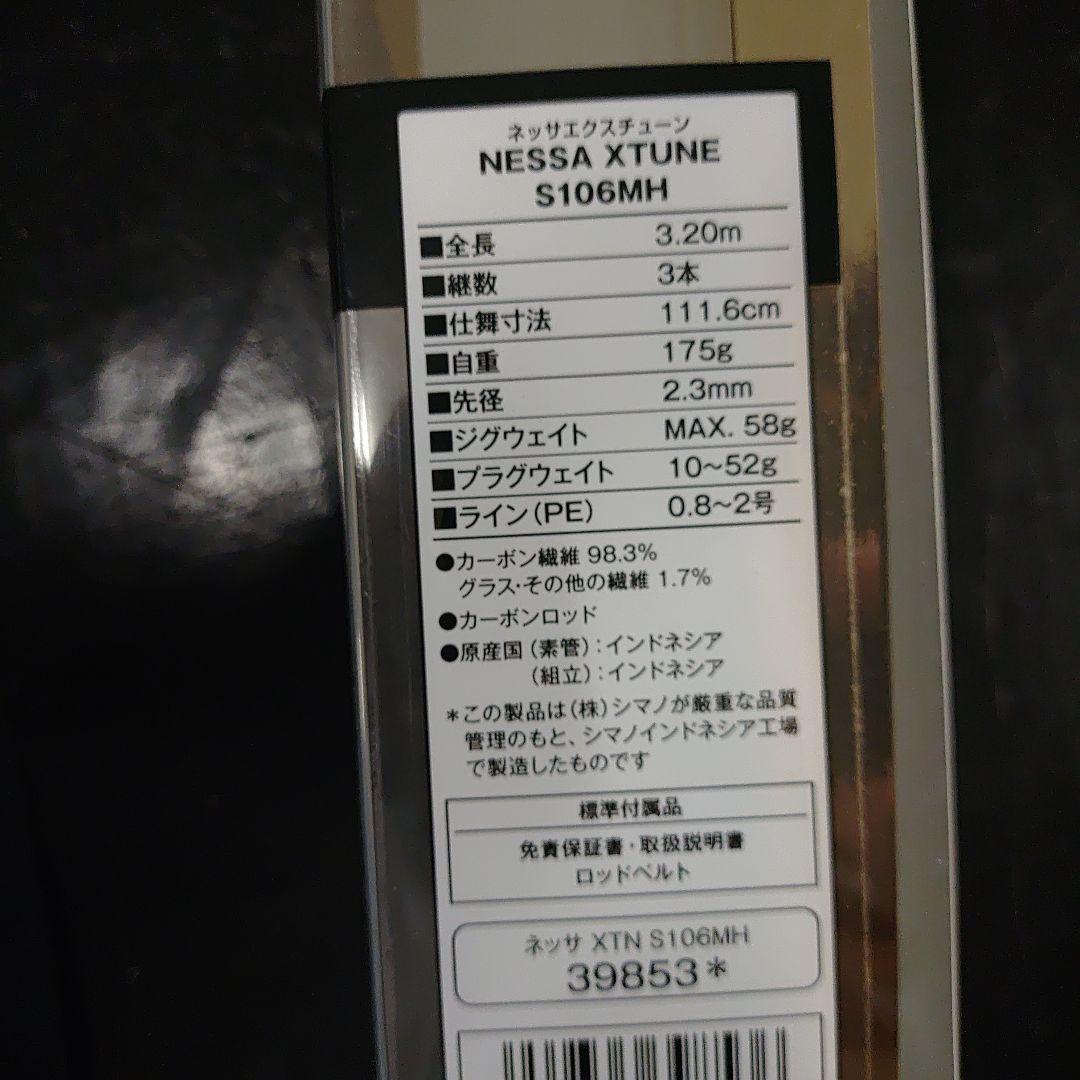 ネッサエクスチューン
NESSA XTUNE
S106MH
■全長 3.20m
■継数 3本
■仕舞寸法 111.6cm
■自重 175g
■先径 2.3mm
■ジグウェイト MAX. 58g
■プラグウェイト 10~52g
■ライン(PE) 0.8~2号
●カーボン繊維 98.3%
グラス・その他の繊維 1.7%
●カーボンロッド
●原産国(素管):インドネシア
(組立):インドネシア
*この製品は(株)シマノが厳重な品質
管理のもと、シマノインドネシア工場
で製造したものです
標準付属品
免責保証書・取扱説明書
ロッドベルト
ネッサ XTN S106MH
39853*